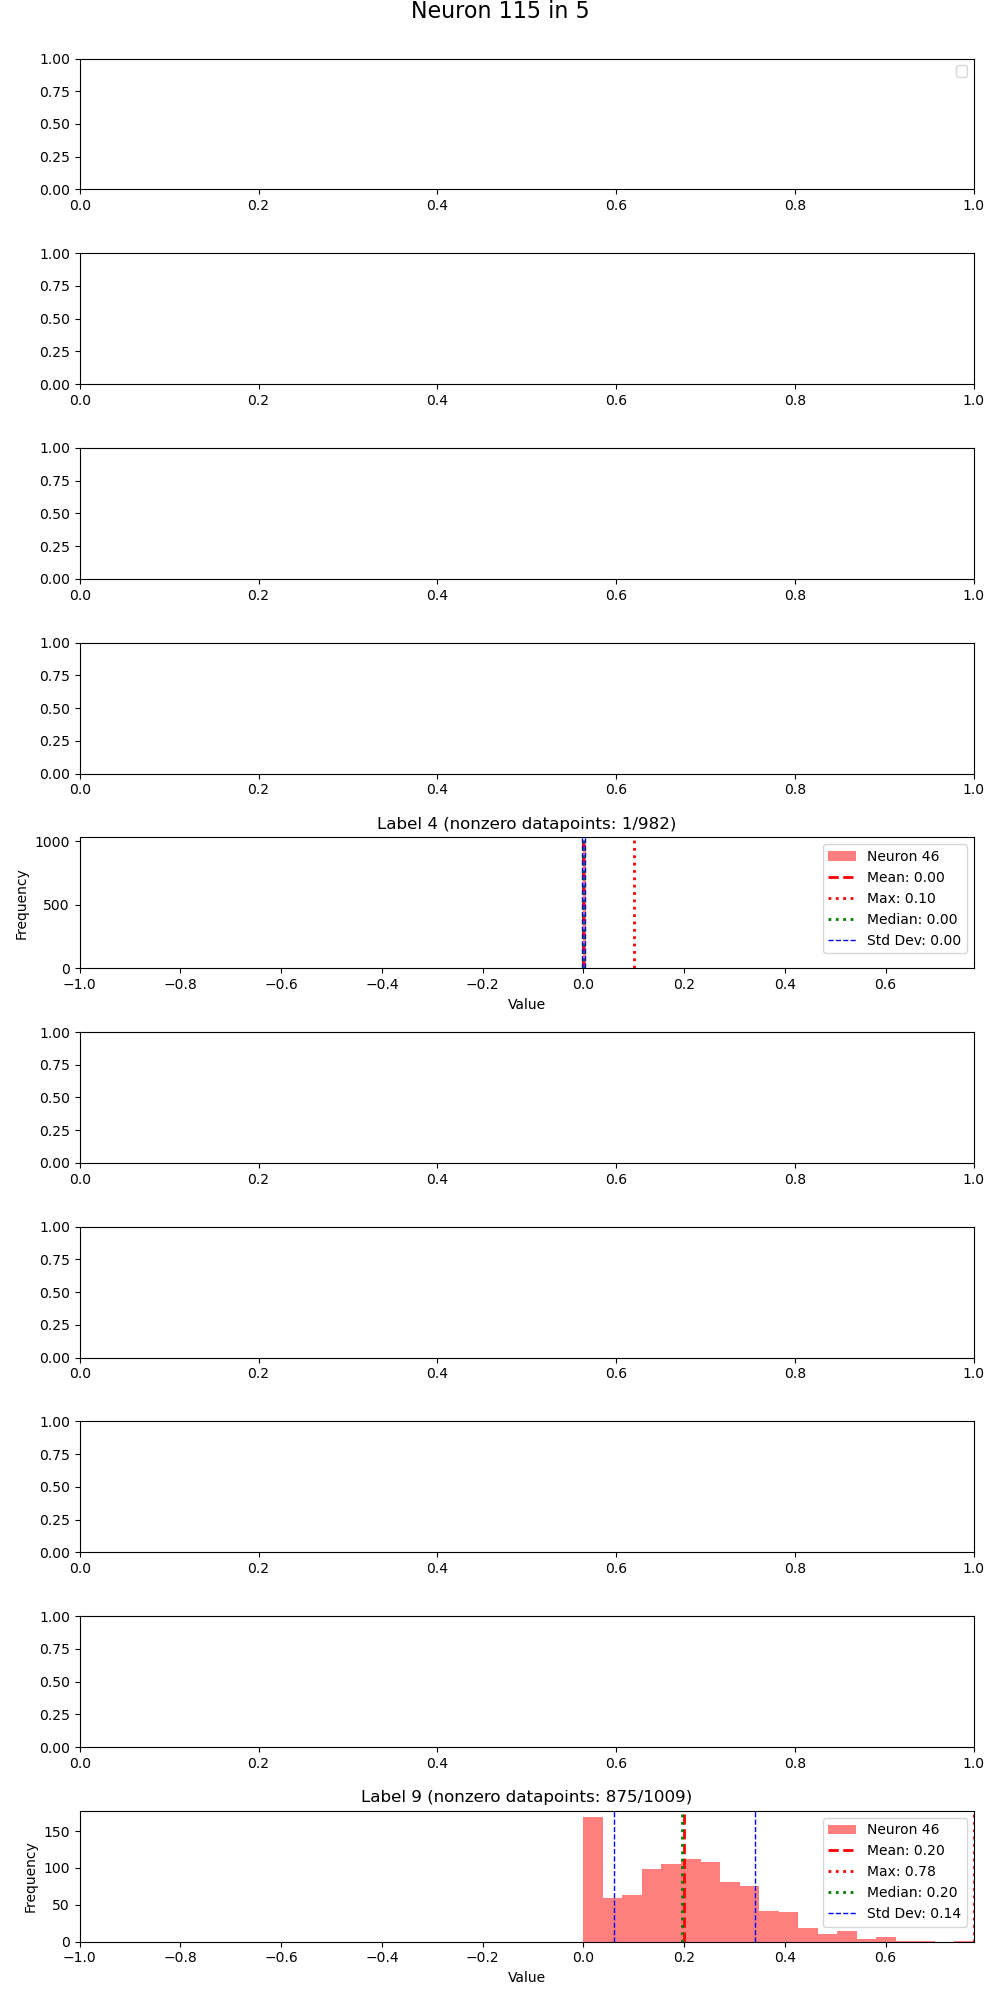 Neuron 115 in 5
1.00
0.75
0.50
0.25
0.00
0.0 0.2 0.4 0.6 0.8 1.0
1.00
0.75
0.50
0.25
0.00
0.0 0.2 0.4 0.6 0.8 1.0
1.00
0.75
0.50
0.25
0.00
0.0 0.2 0.4 0.6 0.8 1.0
1.00
0.75
0.50
0.25
0.00
0.0 0.2 0.4 0.6 0.8 1.0
Label 4 (nonzero datapoints: 1/982)
Frequency
1000
500
0
Neuron 46
Mean: 0.00
Max: 0.10
Median: 0.00
Std Dev: 0.00
−1.0 −0.8 −0.6 −0.4 −0.2 0.0 0.2 0.4 0.6
Value
1.00
0.75
0.50
0.25
0.00
0.0 0.2 0.4 0.6 0.8 1.0
1.00
0.75
0.50
0.25
0.00
0.0 0.2 0.4 0.6 0.8 1.0
1.00
0.75
0.50
0.25
0.00
0.0 0.2 0.4 0.6 0.8 1.0
1.00
0.75
0.50
0.25
0.00
0.0 0.2 0.4 0.6 0.8 1.0
Label 9 (nonzero datapoints: 875/1009)
Frequency
150
100
50
0
Neuron 46
Mean: 0.20
Max: 0.78
Median: 0.20
Std Dev: 0.14
−1.0 −0.8 −0.6 −0.4 −0.2 0.0 0.2 0.4 0.6
Value